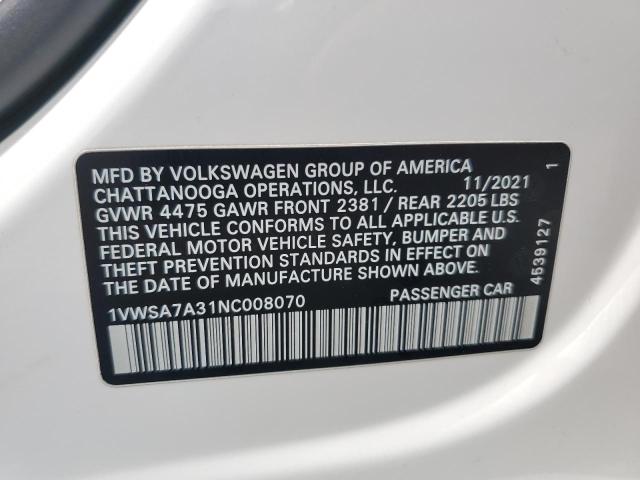 MFD BY VOLKSWAGEN GROUP OF AMERICA
CHATTANOOGA OPERATIONS, LLC. 11/2021
GVWR 4475 GAWR FRONT 2381 / REAR 2205 LBS
THIS VEHICLE CONFORMS TO ALL APPLICABLE U.S.
FEDERAL MOTOR VEHICLE SAFETY, BUMPER AND
THEFT PREVENTION STANDARDS IN EFFECT ON
THE DATE OF MANUFACTURE SHOWN ABOVE.
1VWSA7A31NC008070 PASSENGER CAR
4539127 1